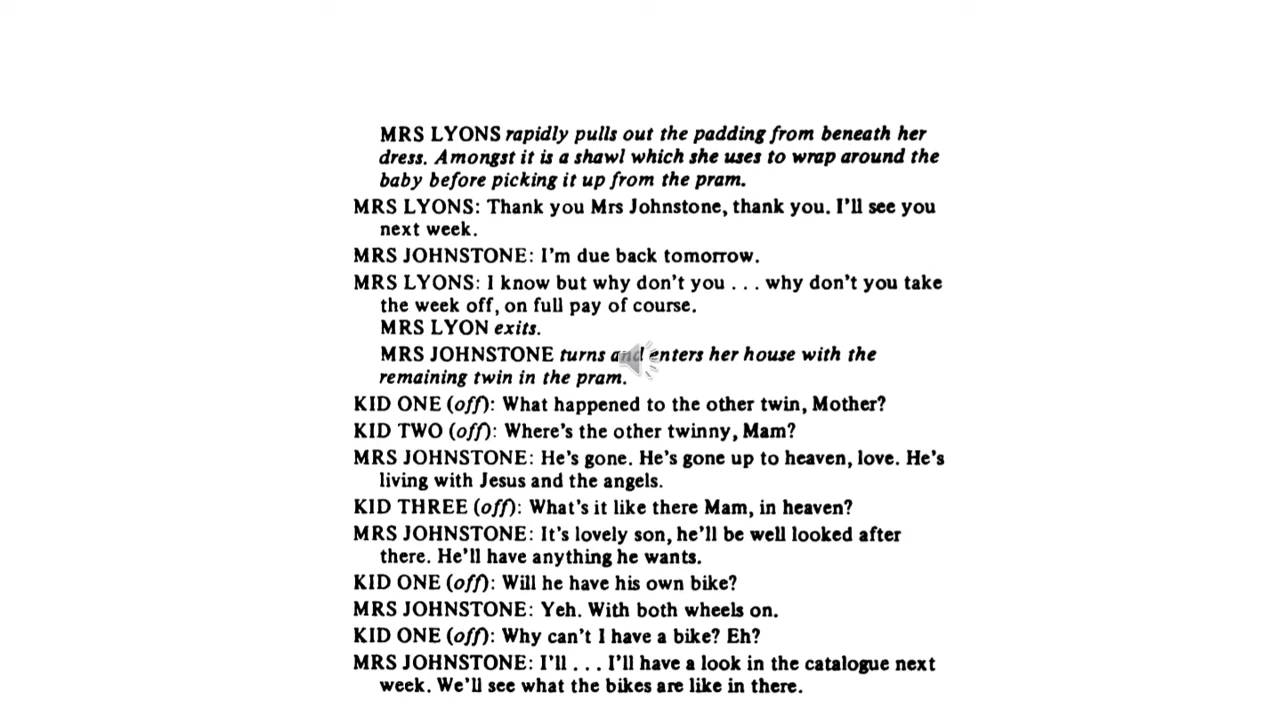 MRS LYONS rapidly pulls out the padding from beneath her
dress. Amongst it is a shawl which she uses to wrap around the
baby before picking it up from the pram.
MRS LYONS: Thank you Mrs Johnstone, thank you. I'll see you
next week.
MRS JOHNSTONE: I'm due back tomorrow.
MRS LYONS: I know but why don't you . . . why don't you take
the week off, on full pay of course.
MRS LYON exits.
MRS JOHNSTONE turns and enters her house with the
remaining twin in the pram.
KID ONE (off): What happened to the other twin, Mother?
KID TWO (off): Where's the other twinny, Mam?
MRS JOHNSTONE: He's gone. He's gone up to heaven, love. He's
living with Jesus and the angels.
KID THREE (off): What's it like there Mam, in heaven?
MRS JOHNSTONE: It's lovely son, he'll be well looked after
there. He'll have anything he wants.
KID ONE (off): Will he have his own bike?
MRS JOHNSTONE: Yeh. With both wheels on.
KID ONE (off): Why can't I have a bike? Eh?
MRS JOHNSTONE: I'll . . . I'll have a look in the catalogue next
week. We'll see what the bikes are like in there.